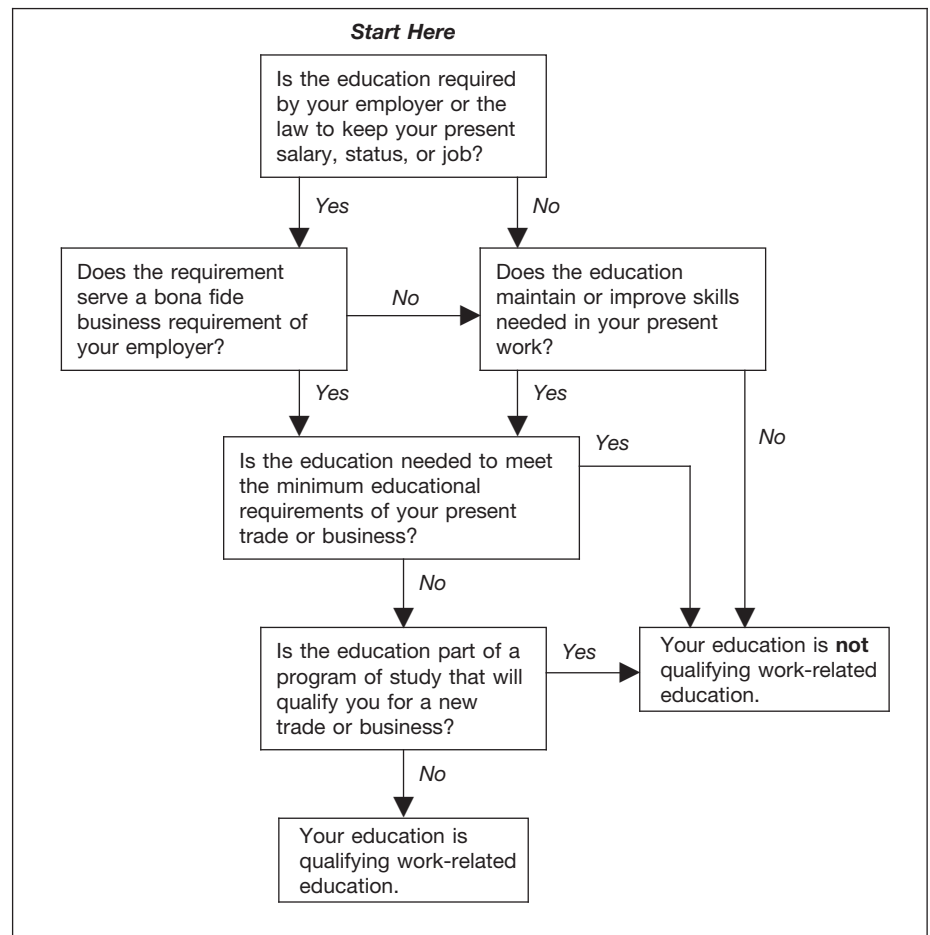 Start Here
Is the education required
by your employer or the
law to keep your present
salary, status, or job?
Yes
No
Does the requirement
serve a bona fide
business requirement of
your employer?
No
Does the education
maintain or improve skills
needed in your present
work?
Yes
Yes
No
Is the education needed to meet
the minimum educational
requirements of your present
trade or business?
Yes
No
Is the education part of a
program of study that will
qualify you for a new
trade or business?
Yes
Your education is not
qualifying work-related
education.
No
Your education is
qualifying work-related
education.